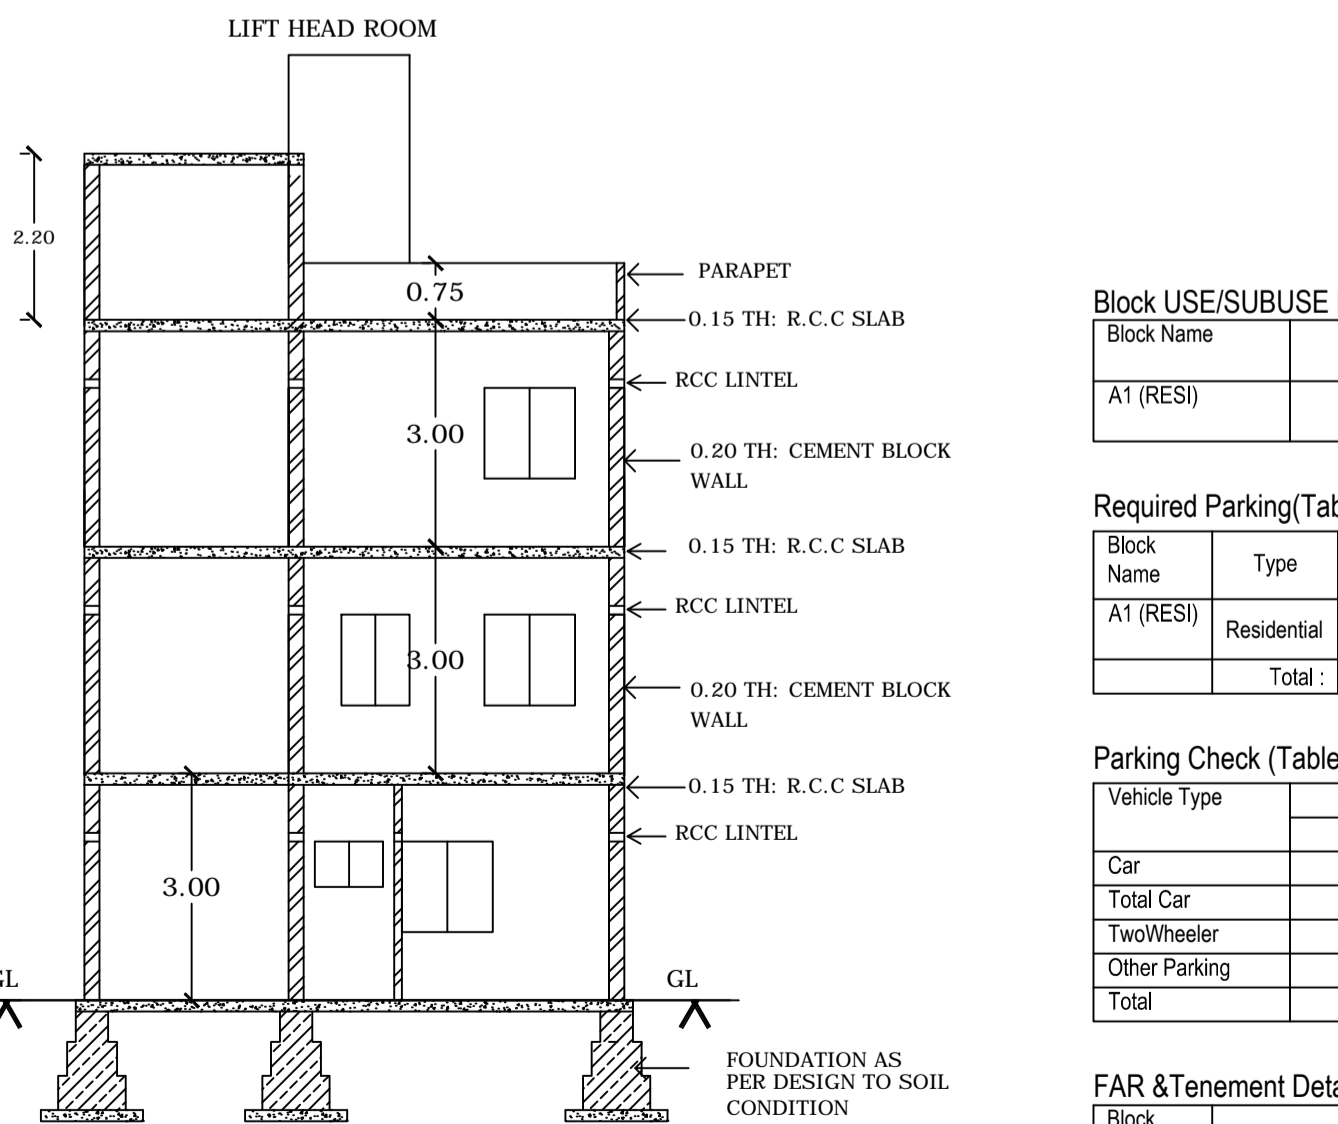 LIFT HEAD ROOM
2.20
PARAPET
0.75
0.15 TH: R.C.C SLAB
RCC LINTEL
3.00
0.20 TH: CEMENT BLOCK
WALL
0.15 TH: R.C.C SLAB
RCC LINTEL
3.00
0.20 TH: CEMENT BLOCK
WALL
0.15 TH: R.C.C SLAB
RCC LINTEL
3.00
GL
GL
FOUNDATION AS
PER DESIGN TO SOIL
CONDITION
Block USE/SUBUSE
Block Name
A1 (RESI)
Required Parking(Tab
Block
Name
Type
A1 (RESI)
Residential
Total :
Parking Check (Table
Vehicle Type
Car
Total Car
TwoWheeler
Other Parking
Total
FAR &Tenement Deta
Block